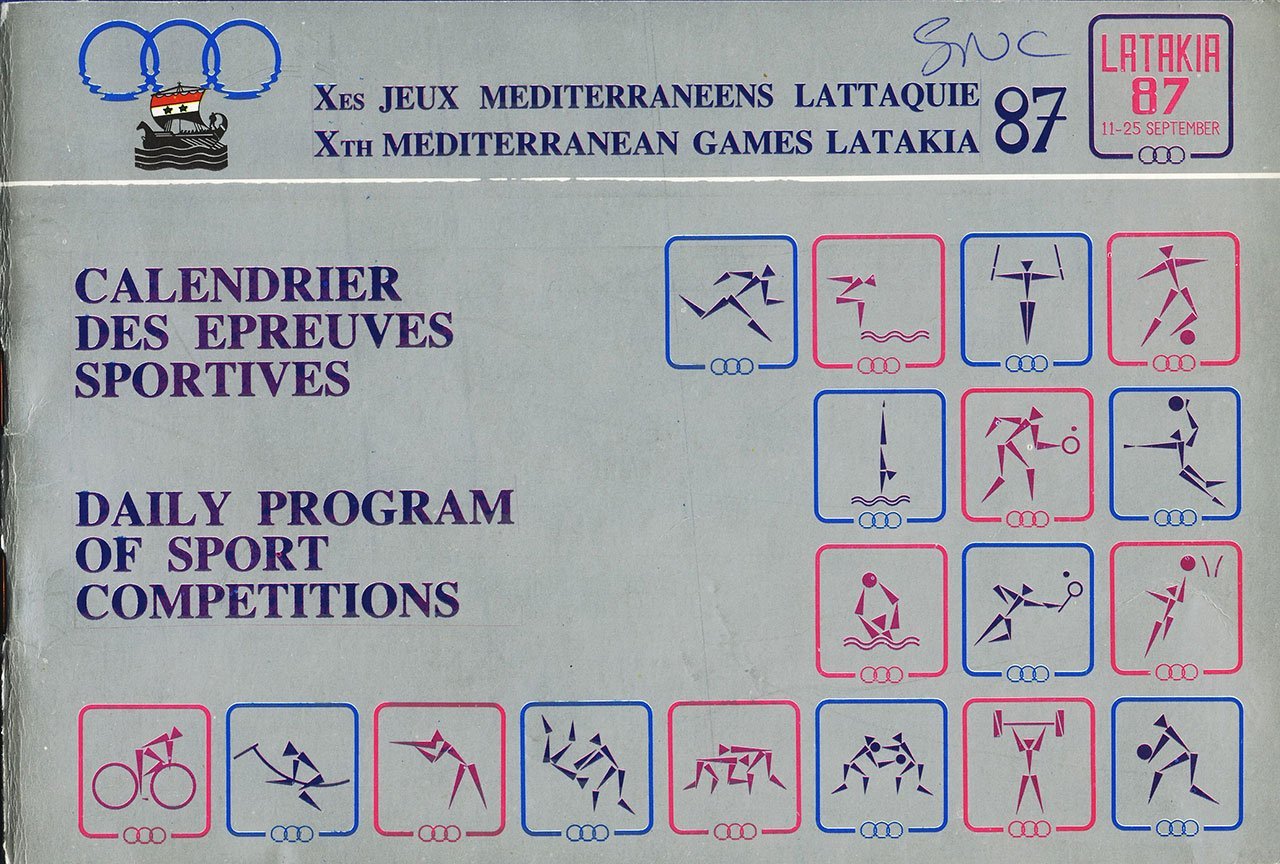 XES JEUX MEDITERRANEENS LATTAQUIE
XTH MEDITERRANEAN GAMES LATAKIA
87
SNC
LATAKIA
87
11-25 SEPTEMBER
CALENDRIER
DES EPREUVES
SPORTIVES
DAILY PROGRAM
OF SPORT
COMPETITIONS